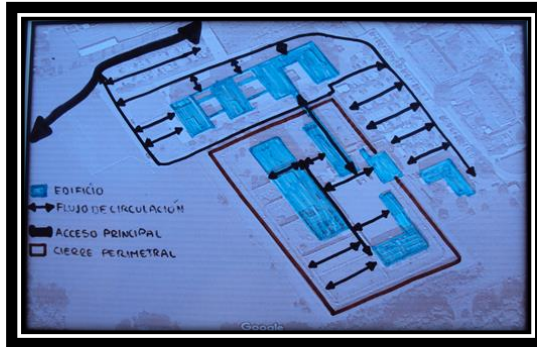 EDIFICIO
FLUJO DE CIRCULACIÓN
ACCESO PRINCIPAL
CIERRE PERIMETRAL
Google